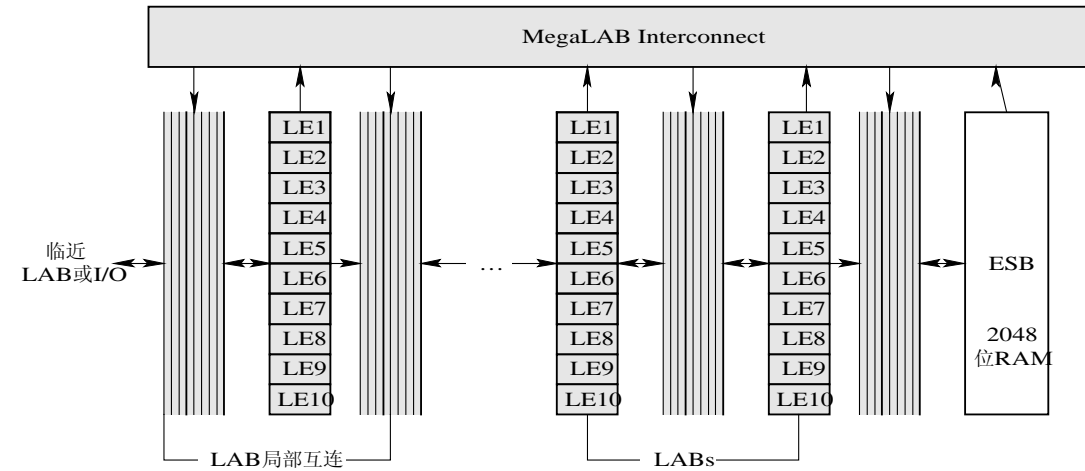 MegaLAB Interconnect
LE1
LE2
LE3
LE4
LE5
LE6
LE7
LE8
LE9
LE10
LE1
LE2
LE3
LE4
LE5
LE6
LE7
LE8
LE9
LE10
LE1
LE2
LE3
LE4
LE5
LE6
LE7
LE8
LE9
LE10
临近
LAB或I/O
...
ESB
2048
位RAM
LAB局部互连
LABs